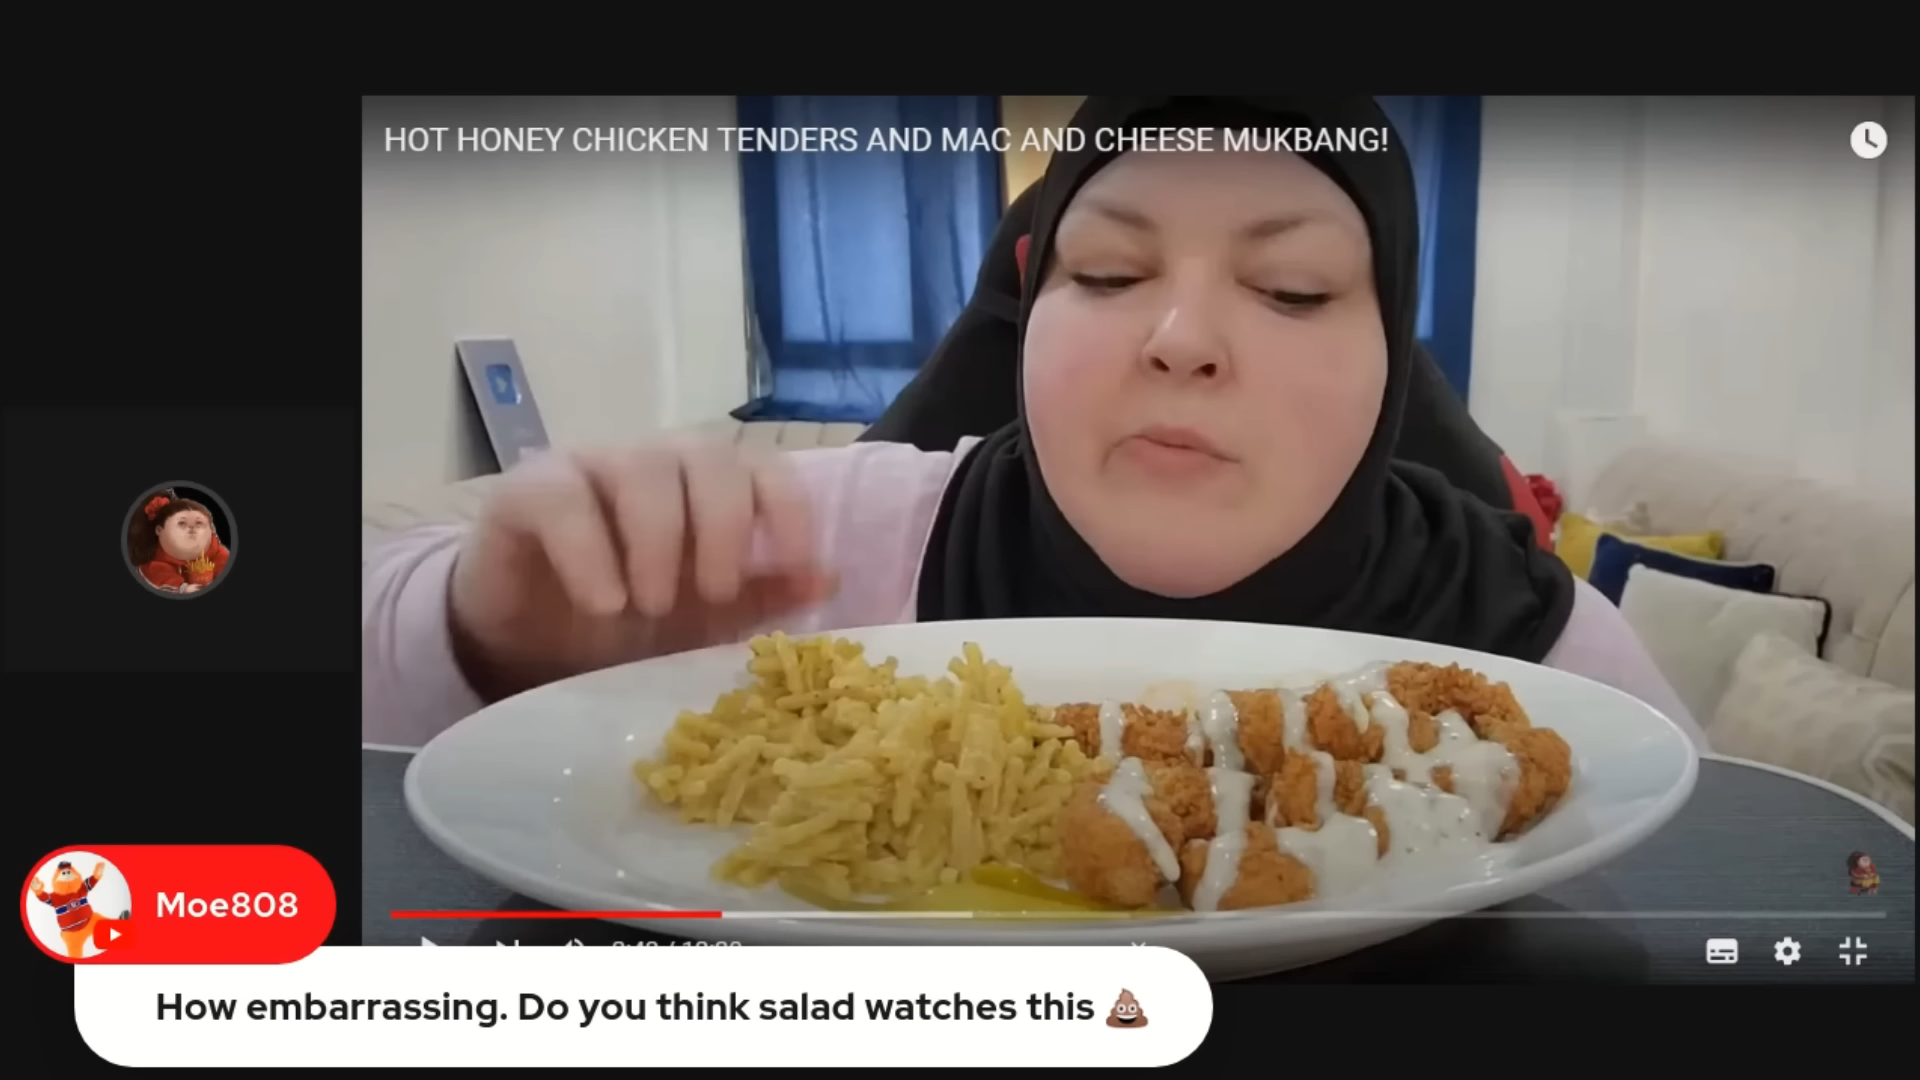 HOT HONEY CHICKEN TENDERS AND MAC AND CHEESE MUKBANG!
Moe808
How embarrassing. Do you think salad watches this 💩